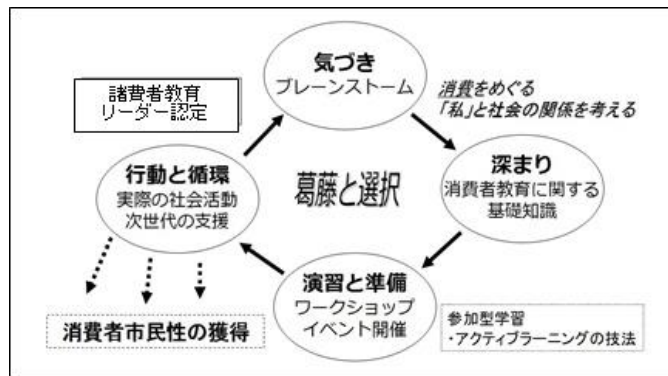 気づき
ブレーンストーム
諸費者教育
リーダー認定
消費をめぐる
「私」と社会の関係を考える
行動と循環
実際の社会活動
次世代の支援
葛藤と選択
深まり
消費者教育に関する
基礎知識
演習と準備
ワークショップ
イベント開催
消費者市民性の獲得
参加型学習
・アクティブラーニングの技法